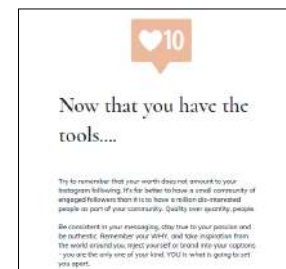 10
Now that you have the
tools....
Try to remember that your worth does not amount to your
Instagram following. It's far better to have a small community of
engaged followers than it is to have a million dis-interested
people as part of your community. Quality over quantity, people.
Be consistent in your messaging, stay true to your passion and
be authentic. Remember your WHY, and take inspiration from
the world around you, inject yourself or brand into your captions
- you are the only one of your kind. YOU is what is going to set
you apart.